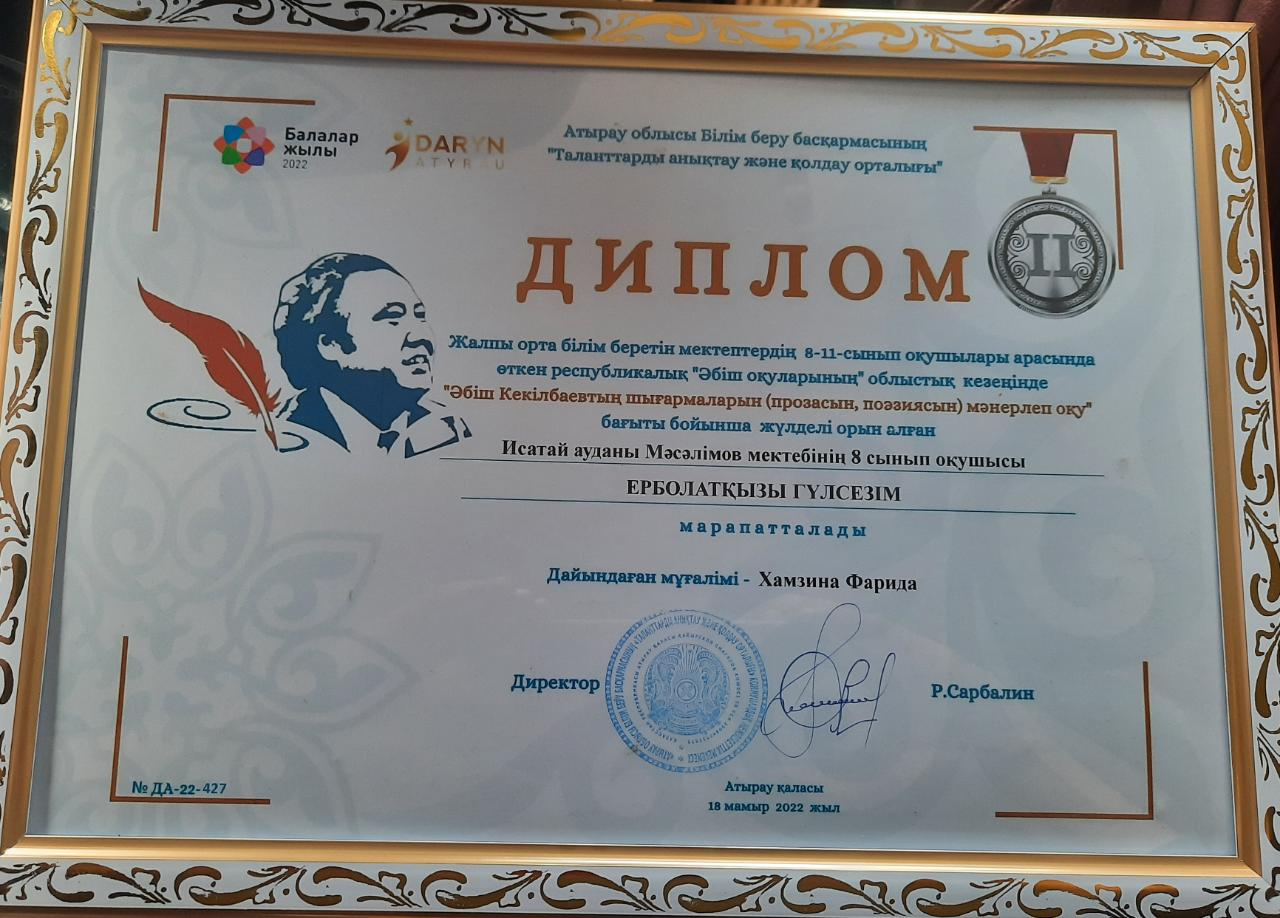 Балалар
жылы
2022
DARYN
ATYRAU
Атырау облысы Білім беру басқармасының
"Таланттарды анықтау және қолдау орталығы"
ДИПЛОМ
II
Жалпы орта білім беретін мектептердің 8-11-сынып оқушылары арасында
өткен республикалық "Әбіш оқуларының" облыстық кезеңінде
"Әбіш Кекілбаевтың шығармаларын (прозасын, поэзиясын) мәнерлеп оқу"
бағыты бойынша жүлделі орын алған
Исатай ауданы Мәсәлімов мектебінің 8 сынып оқушысы
ЕРБОЛАТҚЫЗЫ ГҮЛСЕЗІМ
марапатталады
Дайындаған мұғалімі - Хамзина Фарида
Директор
Р.Сарбалин
№ ДА-22-427
Атырау қаласы
18 мамыр 2022 жыл